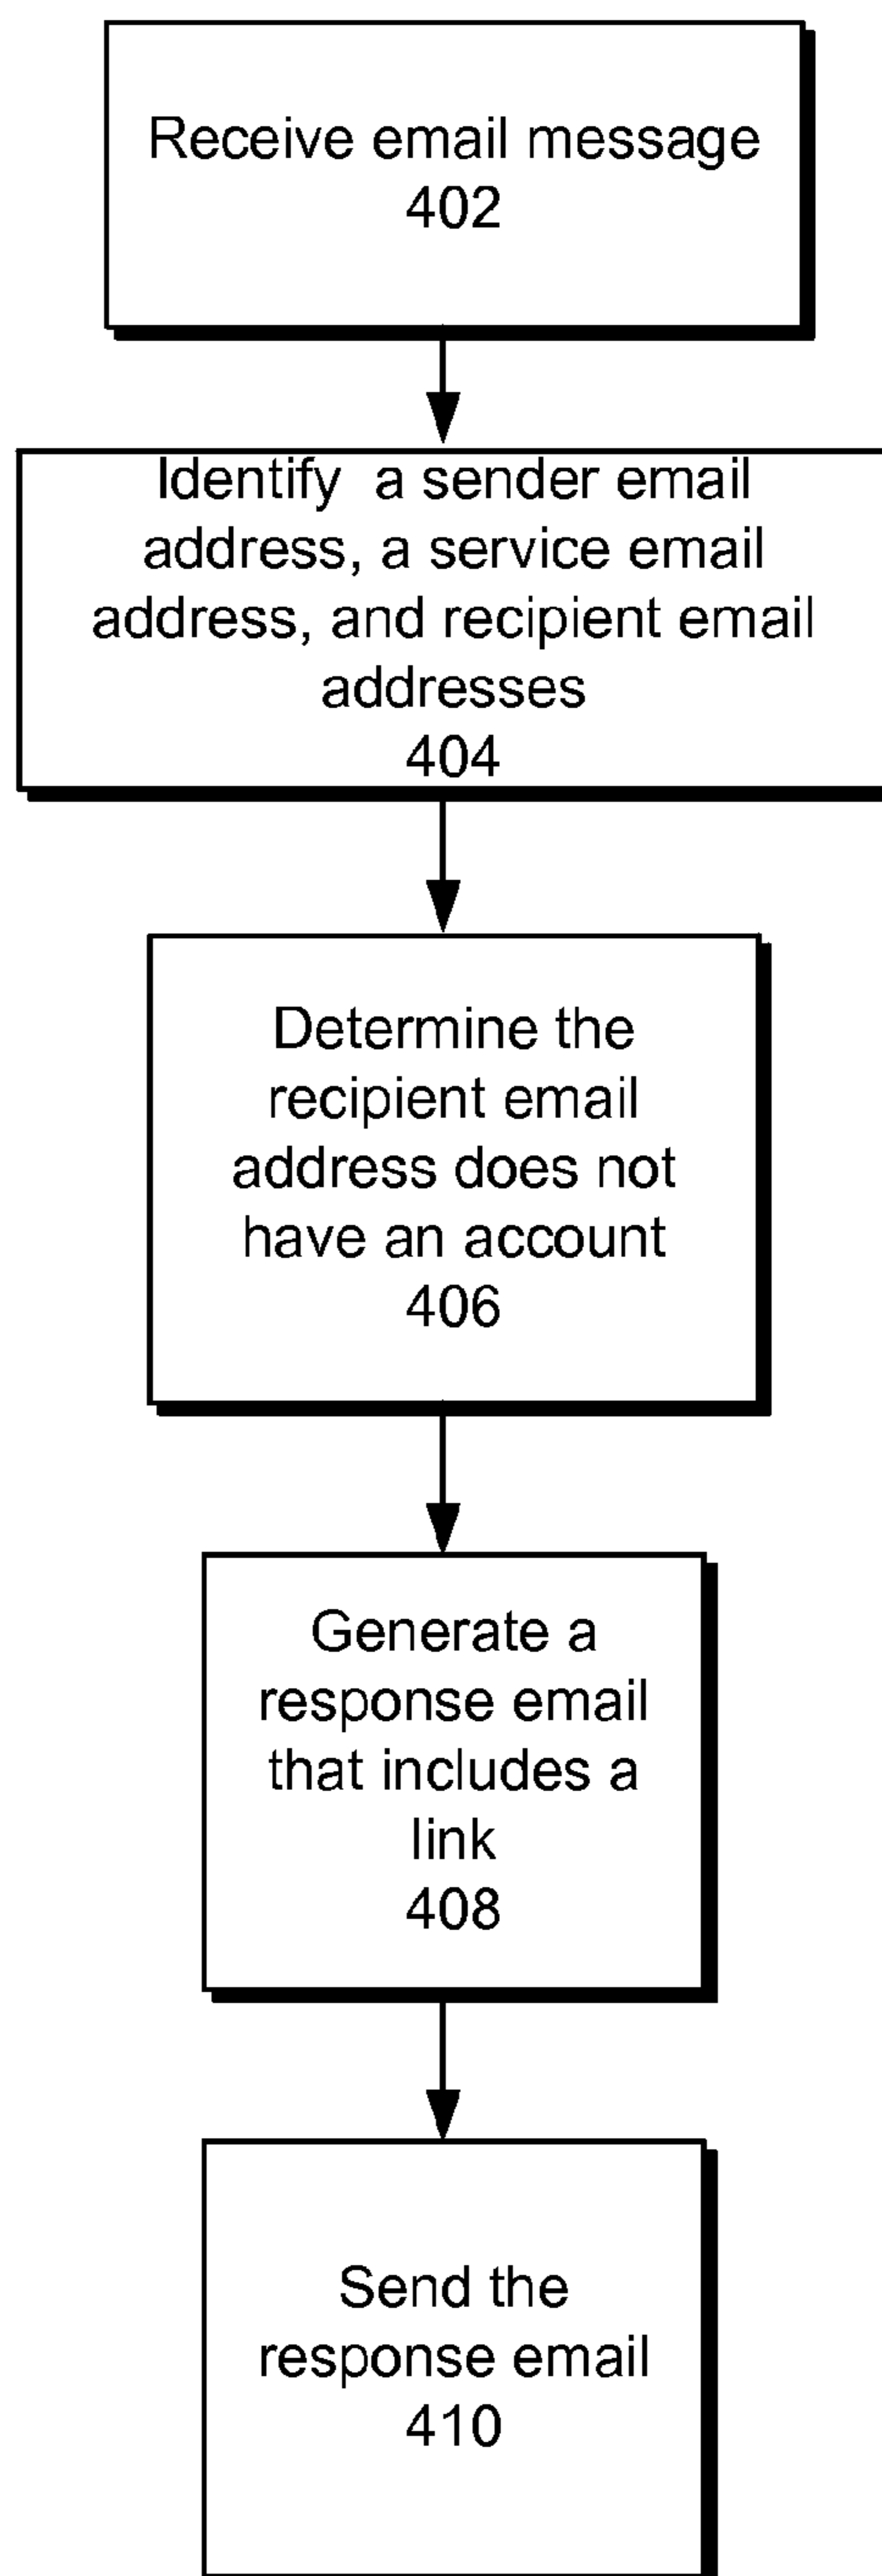 Receive email message
402
Identify a sender email
address, a service email
address, and recipient email
addresses
404
Determine the
recipient email
address does not
have an account
406
Generate a
response email
that includes a
link
408
Send the
response email
410